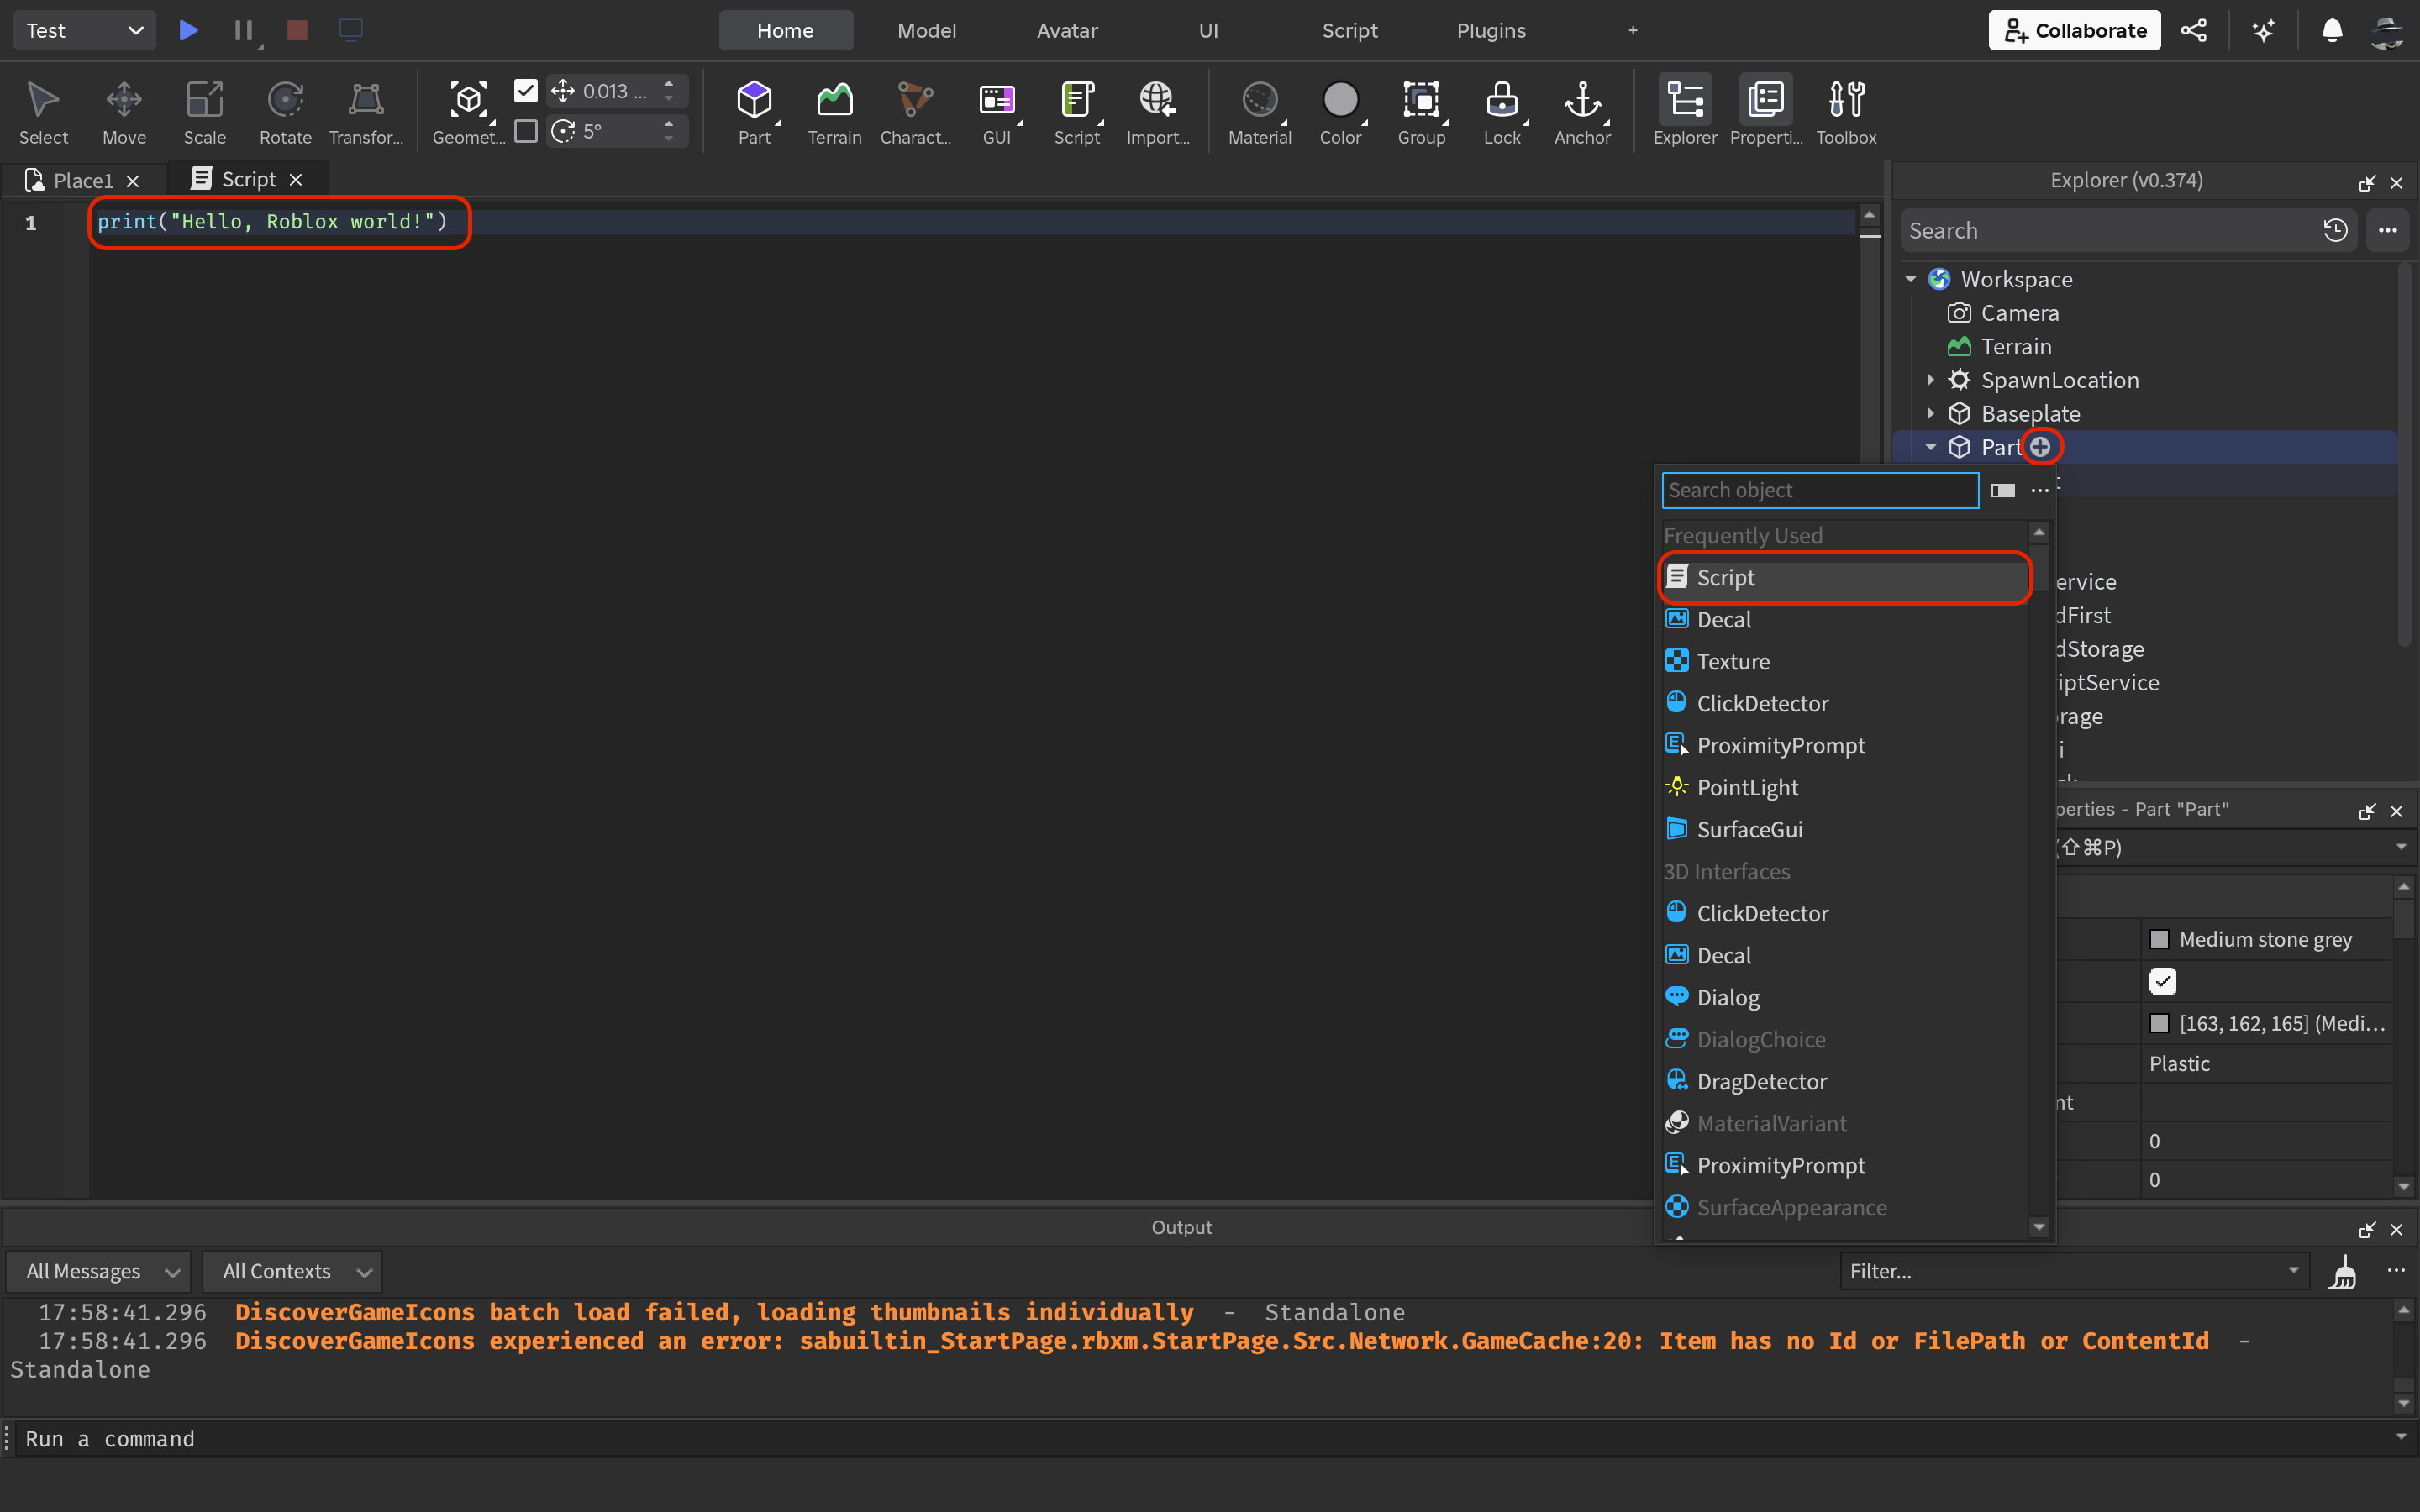 Test
Home
Model
Avatar
UI
Script
Plugins
+
Collaborate
Select
Move
Scale
Rotate
Transfor...
Geomet...
0.013 ...
5°
Part
Terrain
Charact...
GUI
Script
Import...
Material
Color
Group
Lock
Anchor
Explorer
Properti...
Toolbox
Place1
Script
Explorer (v0.374)
1
print("Hello, Roblox world!")
Search
Workspace
Camera
Terrain
SpawnLocation
Baseplate
Part
Search object
Frequently Used
Script
Decal
Texture
ClickDetector
ProximityPrompt
PointLight
SurfaceGui
3D Interfaces
ClickDetector
Decal
Dialog
DialogChoice
DragDetector
MaterialVariant
ProximityPrompt
SurfaceAppearance
ervice
dFirst
dStorage
riptService
rage
i
perties - Part "Part"
(⇧⌘P)
Medium stone grey
[163, 162, 165] (Medi...
Plastic
nt
0
0
Output
All Messages
All Contexts
Filter...
17:58:41.296 DiscoverGameIcons batch load failed, loading thumbnails individually - Standalone
17:58:41.296 DiscoverGameIcons experienced an error: sabuiltin_StartPage.rbxm.StartPage.Src.Network.GameCache:20: Item has no Id or FilePath or ContentId -
Standalone
Run a command